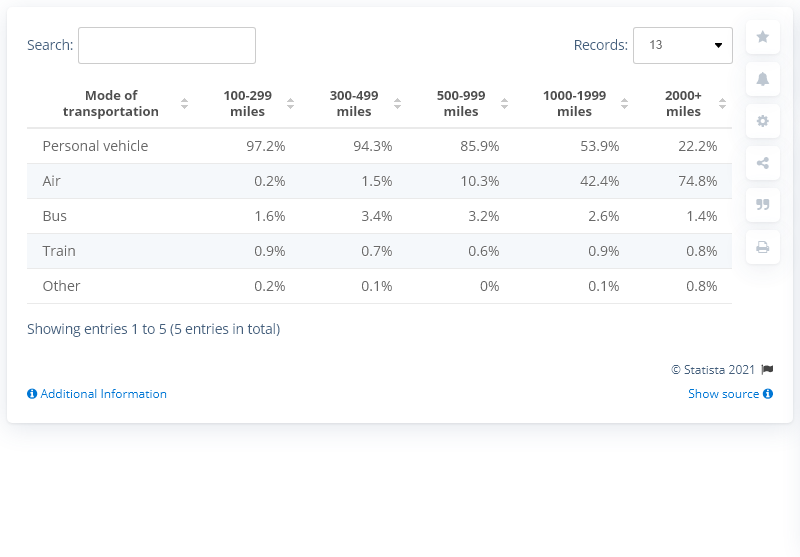 Search:
Records: 13
Mode of transportation 100-299 miles 300-499 miles 500-999 miles 1000-1999 miles 2000+ miles
Personal vehicle 97.2% 94.3% 85.9% 53.9% 22.2%
Air 0.2% 1.5% 10.3% 42.4% 74.8%
Bus 1.6% 3.4% 3.2% 2.6% 1.4%
Train 0.9% 0.7% 0.6% 0.9% 0.8%
Other 0.2% 0.1% 0% 0.1% 0.8%
Showing entries 1 to 5 (5 entries in total)
© Statista 2021
Additional Information
Show source